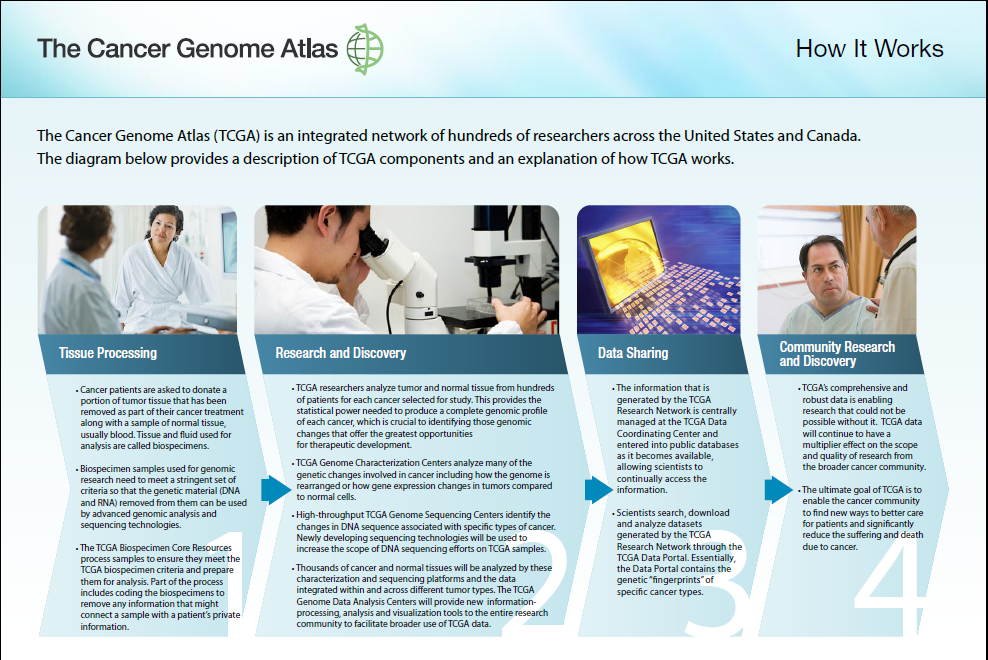 The Cancer Genome Atlas
How It Works
The Cancer Genome Atlas (TCGA) is an integrated network of hundreds of researchers across the United States and Canada.
The diagram below provides a description of TCGA components and an explanation of how TCGA works.
Tissue Processing
• Cancer patients are asked to donate a
portion of tumor tissue that has been
removed as part of their cancer treatment
along with a sample of normal tissue,
usually blood. Tissue and fluid used for
analysis are called biospecimens.
• Biospecimen samples used for genomic
research need to meet a stringent set of
criteria so that the genetic material (DNA
and RNA) removed from them can be used
by advanced genomic analysis and
sequencing technologies.
• The TCGA Biospecimen Core Resources
process samples to ensure they meet the
TCGA biospecimen criteria and prepare
them for analysis. Part of the process
includes coding the biospecimens to
remove any information that might
connect a sample with a patient's private
information.
1
Research and Discovery
• TCGA researchers analyze tumor and normal tissue from hundreds
of patients for each cancer selected for study. This provides the
statistical power needed to produce a complete genomic profile
of each cancer, which is crucial to identifying those genomic
changes that offer the greatest opportunities
for therapeutic development.
• TCGA Genome Characterization Centers analyze many of the
genetic changes involved in cancer including how the genome is
rearranged or how gene expression changes in tumors compared
to normal cells.
• High-throughput TCGA Genome Sequencing Centers identify the
changes in DNA sequence associated with specific types of cancer.
Newly developing sequencing technologies will be used to
increase the scope of DNA sequencing efforts on TCGA samples.
• Thousands of cancer and normal tissues will be analyzed by these
characterization and sequencing platforms and the data
integrated within and across different tumor types. The TCGA
Genome Data Analysis Centers will provide new information-
processing, analysis and visualization tools to the entire research
community to facilitate broader use of TCGA data.
2
Data Sharing
• The information that is
generated by the TCGA
Research Network is centrally
managed at the TCGA Data
Coordinating Center and
entered into public databases
as it becomes available,
allowing scientists to
continually access the
information.
• Scientists search, download
and analyze datasets
generated by the TCGA
Research Network through the
TCGA Data Portal. Essentially,
the Data Portal contains the
genetic "fingerprints" of
specific cancer types.
3
Community Research
and Discovery
• TCGA's comprehensive and
robust data is enabling
research that could not be
possible without it. TCGA data
will continue to have a
multiplier effect on the scope
and quality of research from
the broader cancer community.
• The ultimate goal of TCGA is to
enable the cancer community
to find new ways to better care
for patients and significantly
reduce the suffering and death
due to cancer.
4